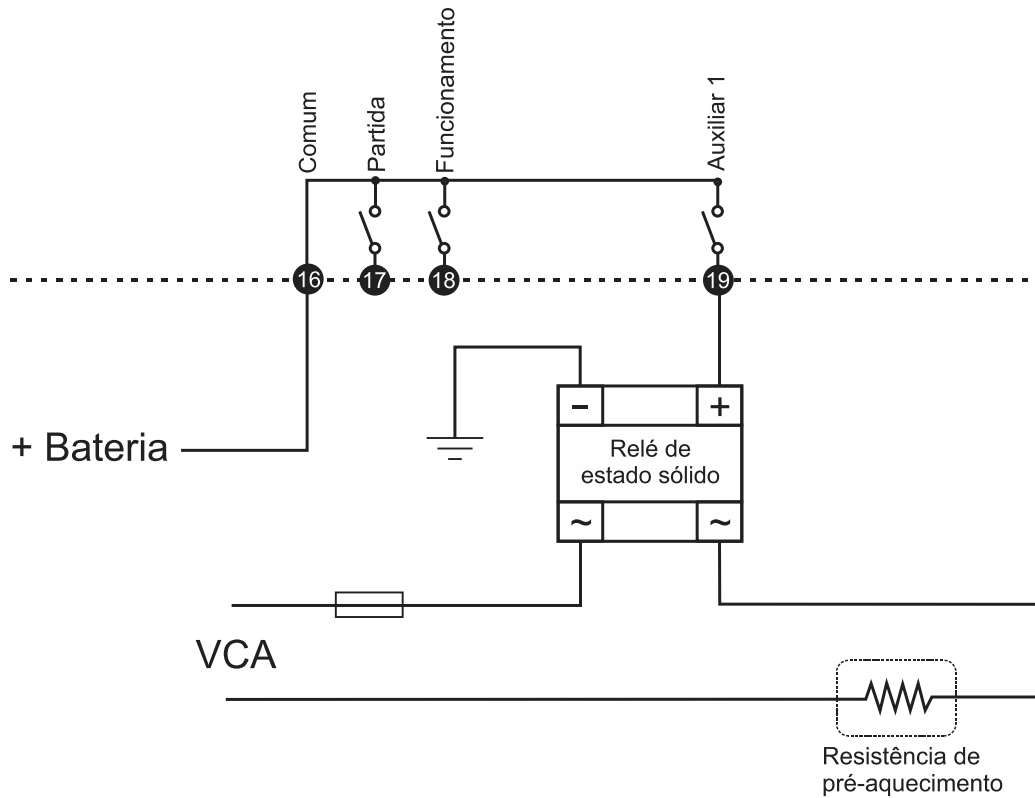 Comum
Partida
Funcionamento
Auxiliar 1
16
17
18
19
+ Bateria
− +
Relé de
estado sólido
~ ~
VCA
Resistência de
pré-aquecimento